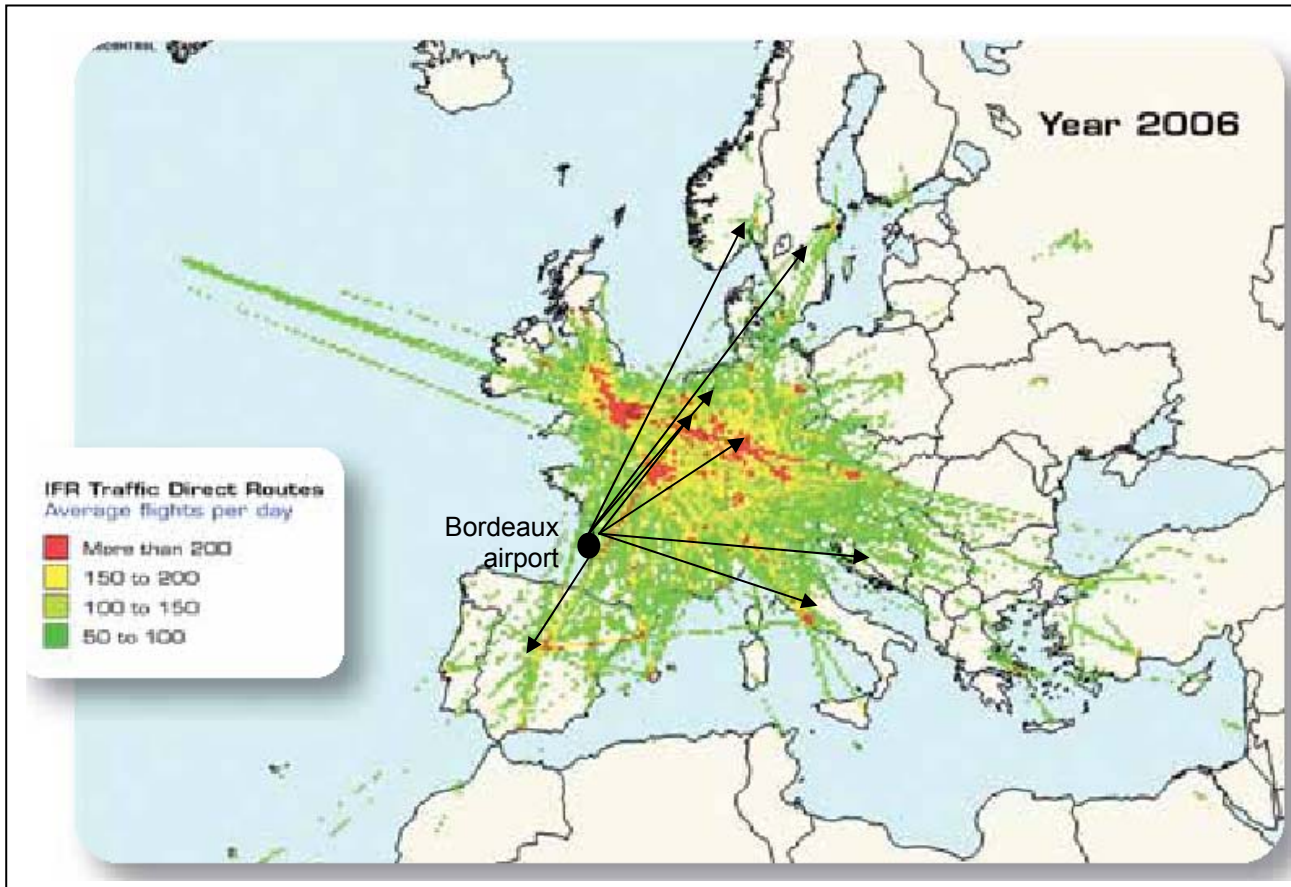 Year 2006
IFR Traffic Direct Routes
Average flights per day
More than 200
150 to 200
100 to 150
50 to 100
Bordeaux
airport